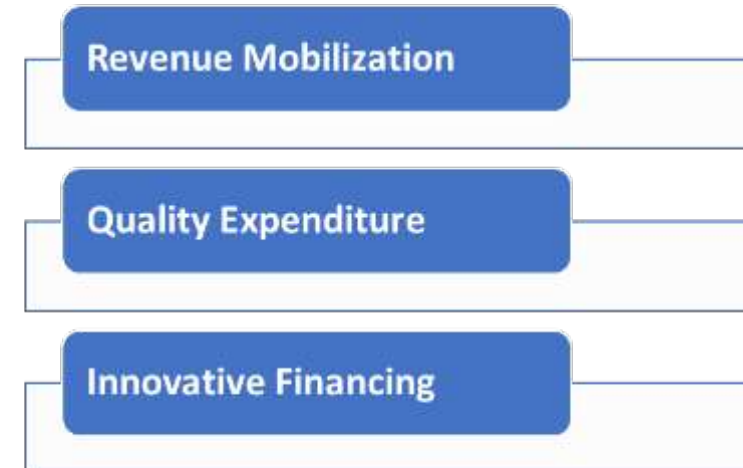 Revenue Mobilization
Quality Expenditure
Innovative Financing